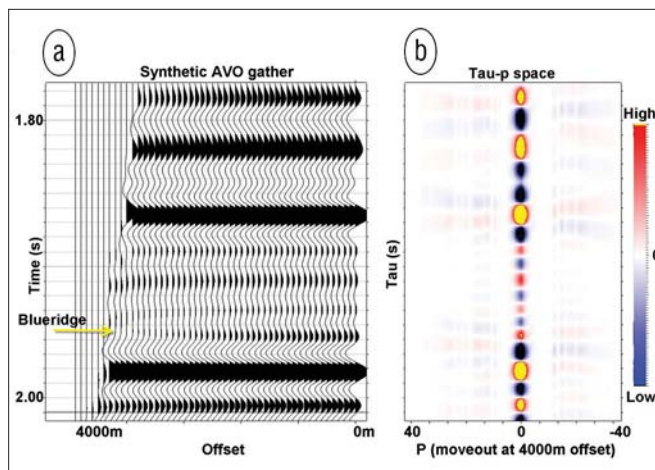 a
Synthetic AVO gather
1.80
Time (s)
Blueridge
2.00
4000m
0m
Offset
b
Tau-p space
High
0
Low
Tau (s)
40
0
-40
P (moveout at 4000m offset)